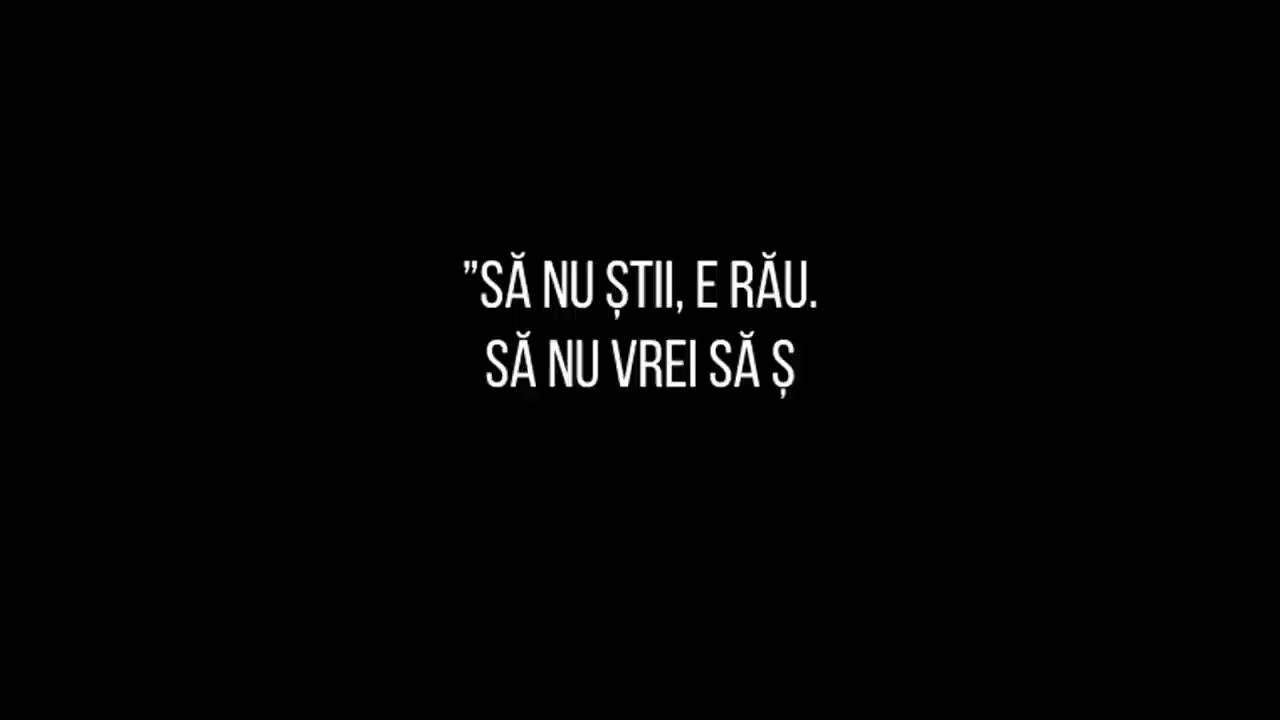 ”SĂ NU ȘTII, E RĂU.
SĂ NU VREI SĂ Ș